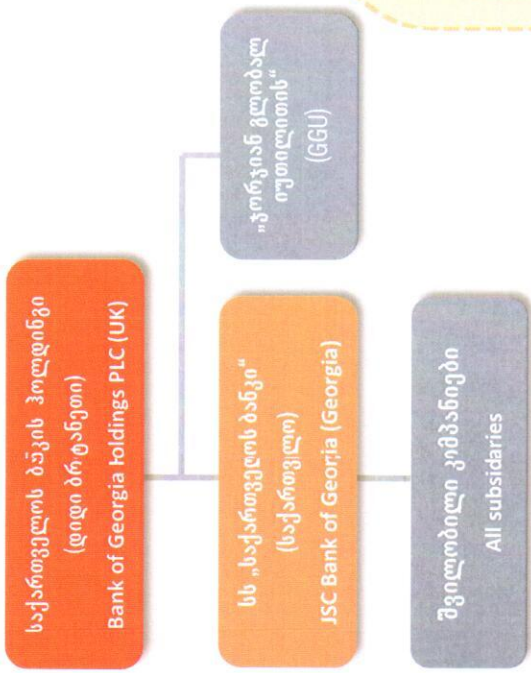 საქართველოს ბანკის ჰოლდინგი
(დიდი ბრიტანეთი)
Bank of Georgia Holdings PLC (UK)
„ჯორჯიან გლობალ
იუთილითის“
(GGU)
სს „საქართველოს ბანკი“
(საქართველო)
JSC Bank of Georgia (Georgia)
შვილობილი კომპანიები
All subsidaries